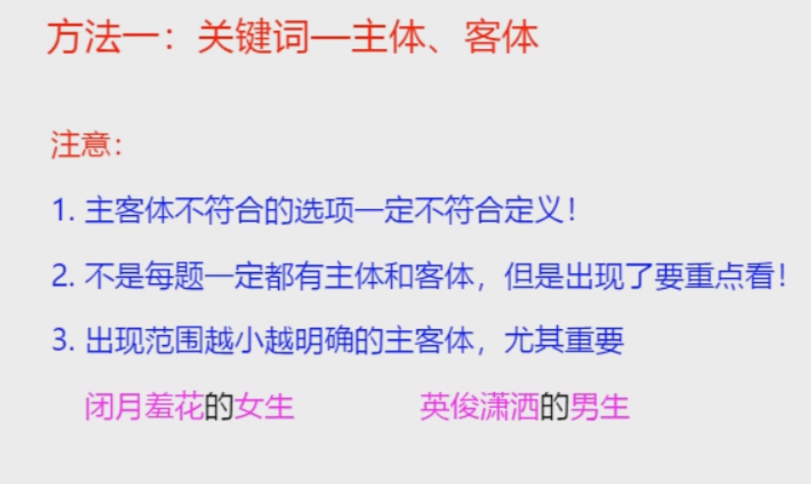 方法一：关键词—主体、客体
注意：
1. 主客体不符合的选项一定不符合定义！
2. 不是每题一定都有主体和客体，但是出现了要重点看！
3. 出现范围越小越明确的主客体，尤其重要
闭月羞花的女生 英俊潇洒的男生